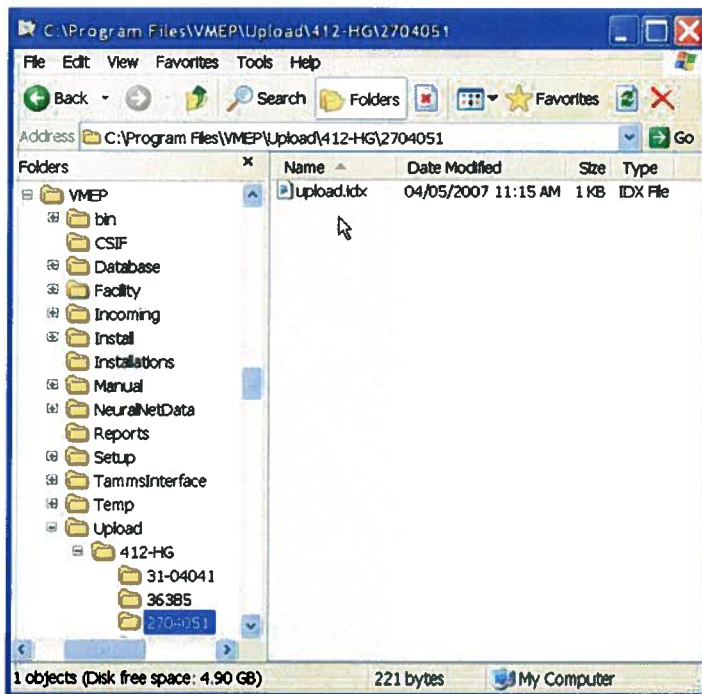 C:\Program Files\VMEP\Upload\412-HG\2704051
File Edit View Favorites Tools Help
Back Search Folders Favorites
Address C:\Program Files\VMEP\Upload\412-HG\2704051 Go
Folders x Name Date Modified Size Type
upload.idx 04/05/2007 11:15 AM 1 KB IDX File
VMEP
bin
CSIF
Database
Facility
Incoming
Install
Installations
Manual
NeuralNetData
Reports
Setup
TammsInterface
Temp
Upload
412-HG
31-04041
36385
2704051
1 objects (Disk free space: 4.90 GB) 221 bytes My Computer